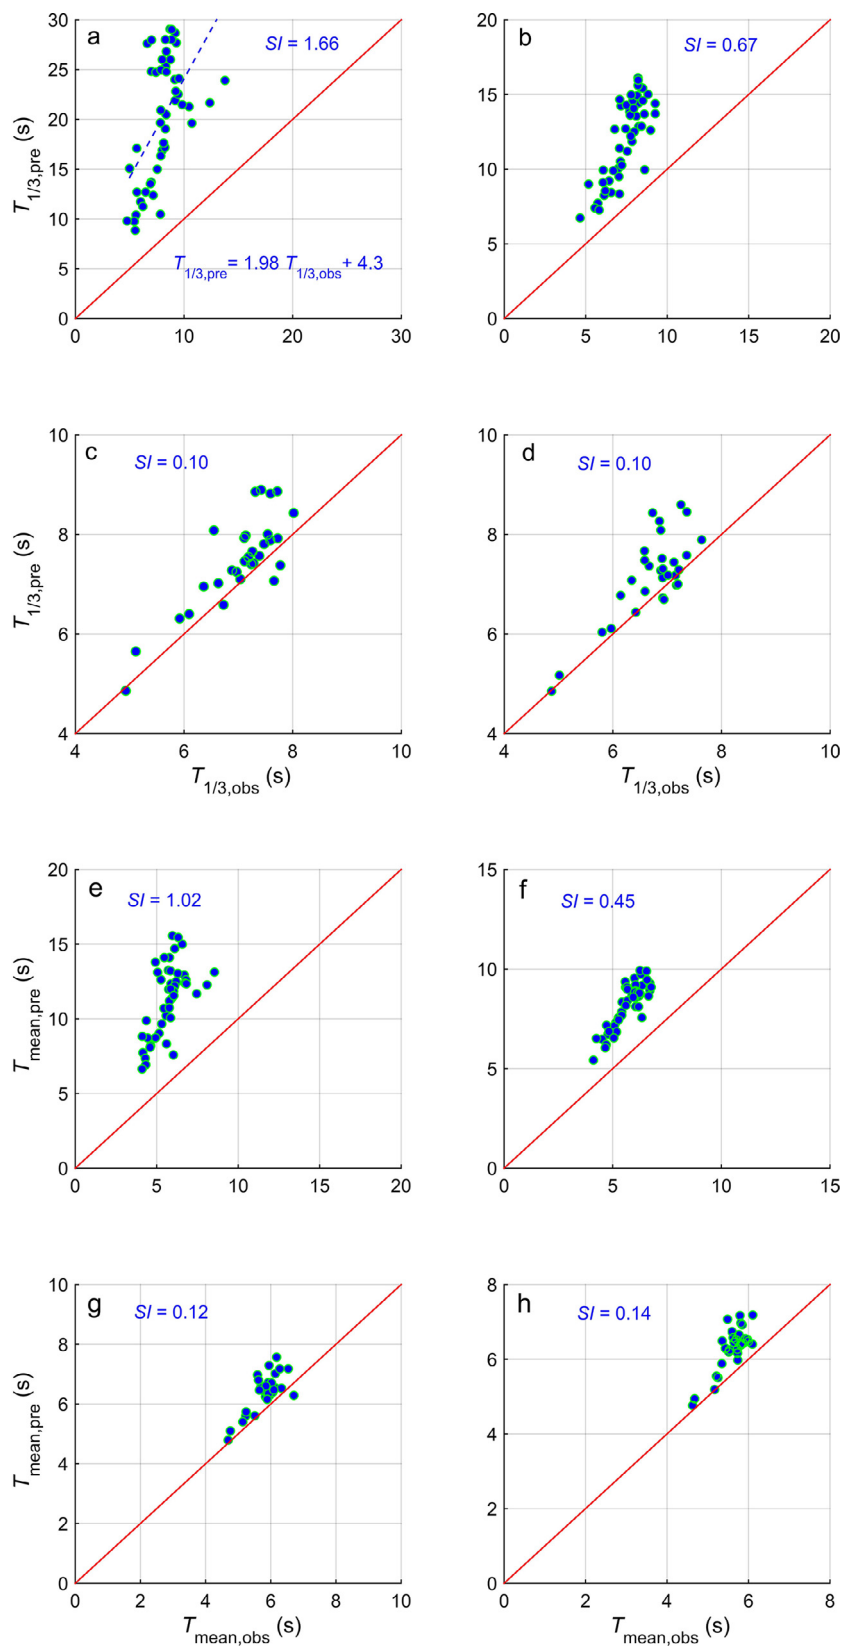 a
SI = 1.66
T1/3,pre (s)
30
25
20
15
10
5
0
T1/3,pre = 1.98 T1/3,obs + 4.3
0 10 20 30
b
SI = 0.67
20
15
10
5
0
0 5 10 15 20
c
SI = 0.10
T1/3,pre (s)
10
8
6
4
4 6 8 10
T1/3,obs (s)
d
SI = 0.10
10
8
6
4
4 6 8 10
T1/3,obs (s)
e
SI = 1.02
Tmean,pre (s)
20
15
10
5
0
0 5 10 15 20
f
SI = 0.45
15
10
5
0
0 5 10 15
g
SI = 0.12
Tmean,pre (s)
10
8
6
4
2
0
0 2 4 6 8 10
Tmean,obs (s)
h
SI = 0.14
Tmean,pre (s)
8
6
4
2
0
0 2 4 6 8
Tmean,obs (s)